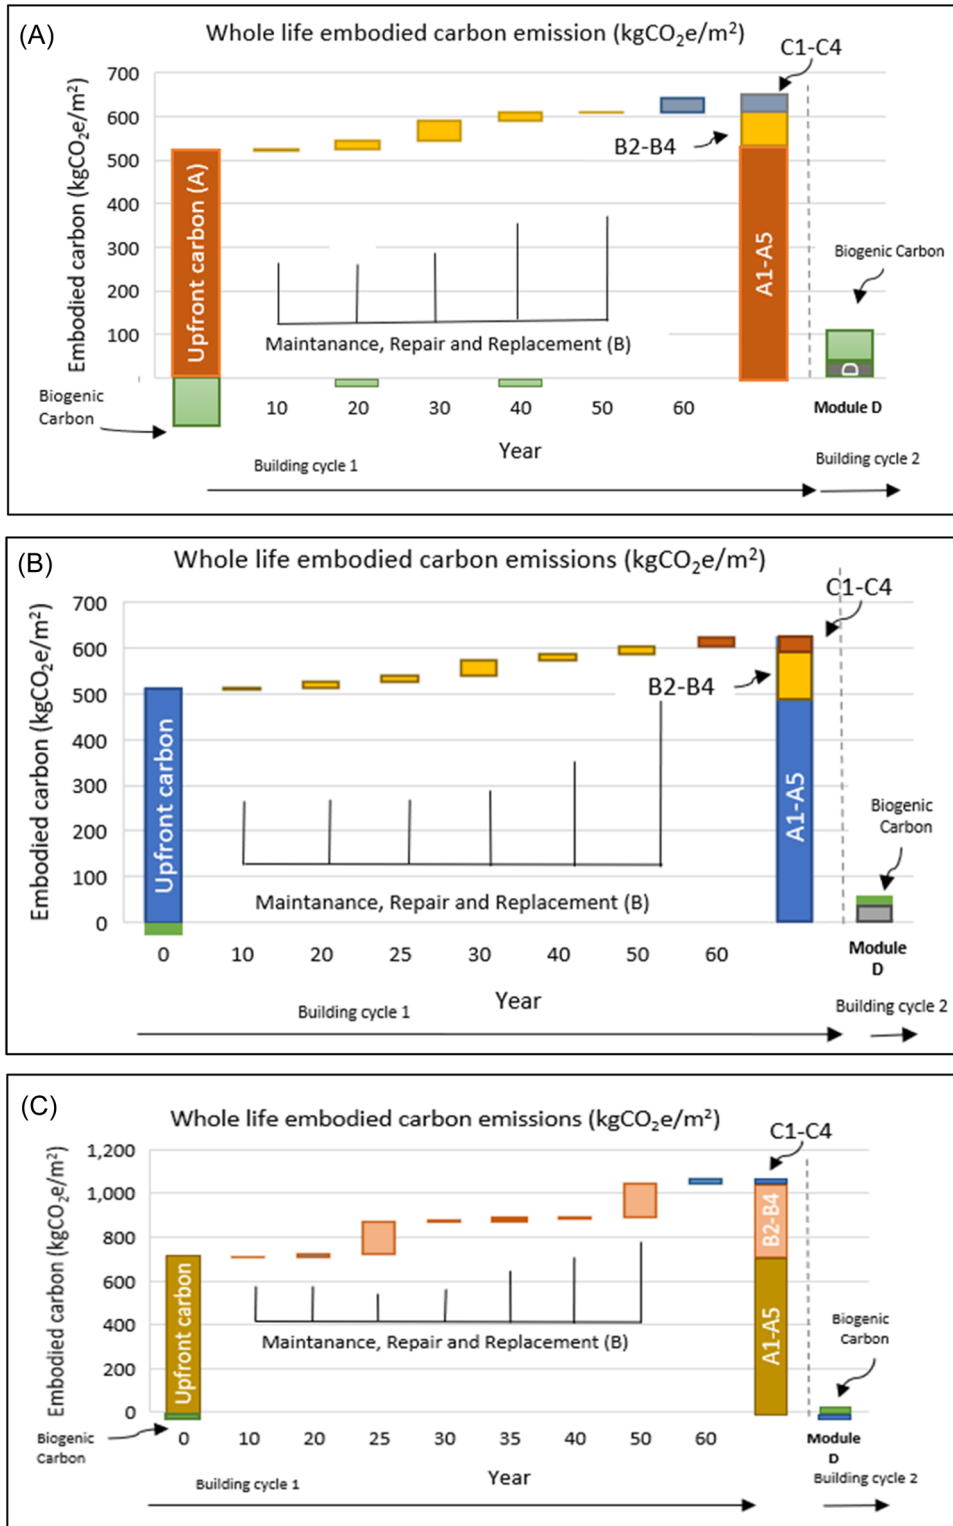 (A)
Whole life embodied carbon emission (kgCO₂e/m²)
C1-C4
700
600
500
400
300
200
100
Embodied carbon (kgCO₂e/m²)
B2-B4
Upfront carbon (A)
A1-A5
Biogenic Carbon
D
Maintanance, Repair and Replacement (B)
Biogenic
Carbon
10 20 30 40 50 60
Module D
Year
Building cycle 1
Building cycle 2
(B)
Whole life embodied carbon emissions (kgCO₂e/m²)
C1-C4
700
600
500
400
300
200
100
0
Embodied carbon (kgCO₂e/m²)
B2-B4
Upfront carbon
A1-A5
Biogenic
Carbon
Maintanance, Repair and Replacement (B)
0 10 20 25 30 40 50 60
Module
D
Year
Building cycle 1
Building cycle 2
(C)
Whole life embodied carbon emissions (kgCO₂e/m²)
C1-C4
1,200
1,000
800
600
400
200
0
Embodied carbon (kgCO₂e/m²)
B2-B4
Upfront carbon
A1-A5
Maintanance, Repair and Replacement (B)
Biogenic
Carbon
Biogenic
Carbon
0 10 20 25 30 35 40 50 60
Module
D
Year
Building cycle 1
Building cycle 2